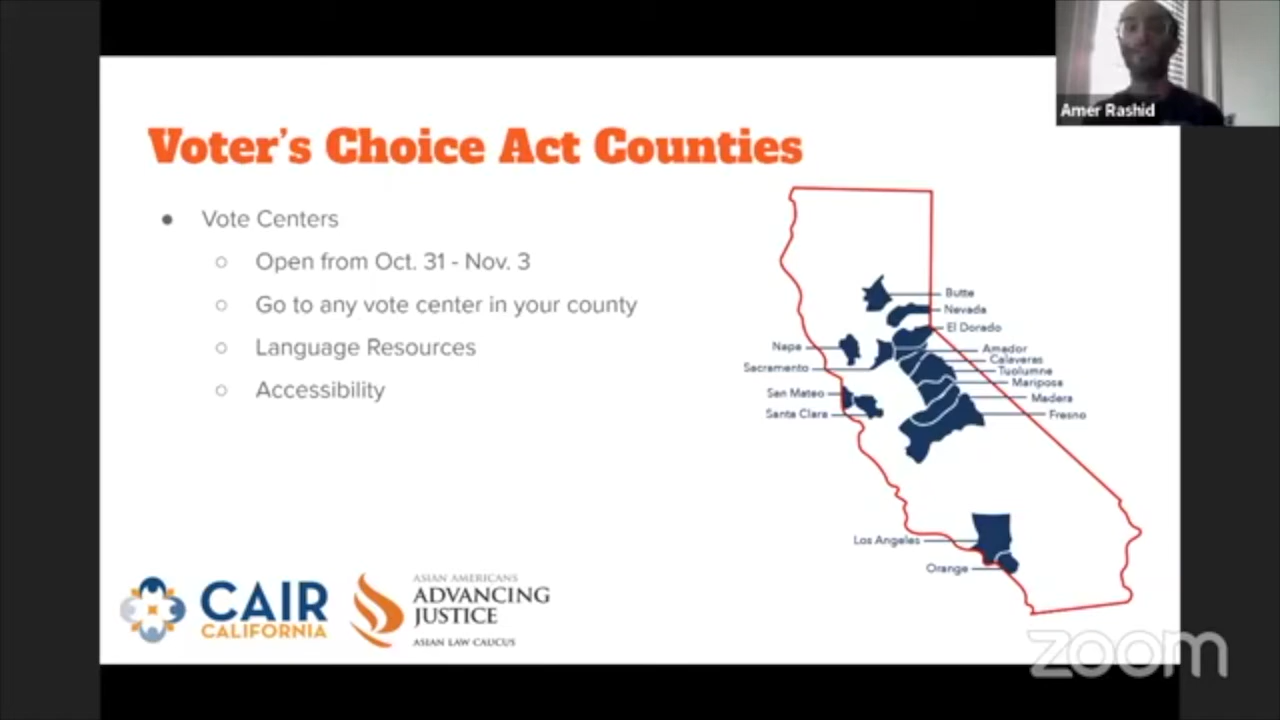 Amer Rashid
Voter's Choice Act Counties
Vote Centers
Open from Oct. 31 - Nov. 3
Go to any vote center in your county
Language Resources
Accessibility
Butte
Nevada
El Dorado
Napa
Amador
Calaveras
Sacramento
Tuolumne
Mariposa
San Mateo
Madera
Santa Clara
Fresno
Los Angeles
Orange
CAIR
CALIFORNIA
ASIAN AMERICANS
ADVANCING
JUSTICE
ASIAN LAW CAUCUS
zoom